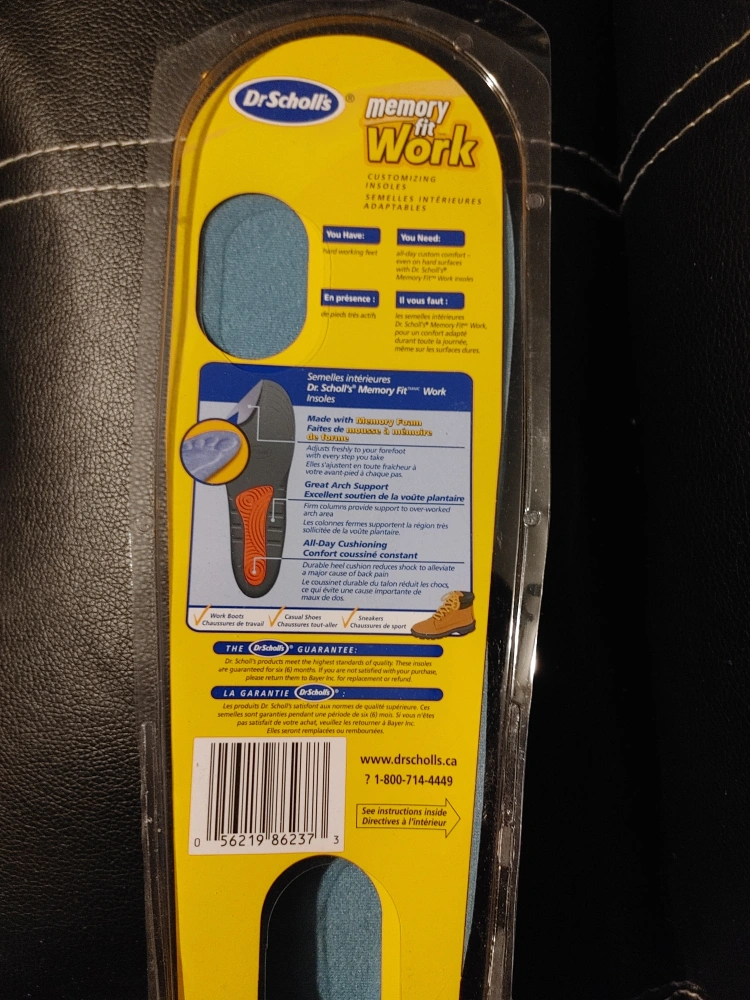 Dr.Scholl's®
memory
fit™
Work
CUSTOMIZING
INSOLES
SEMELLES INTÉRIEURES
ADAPTABLES
You Have:
hard working feet
You Need:
all-day custom comfort –
even on hard surfaces
with Dr. Scholl's®
Memory Fit™ Work insoles
En présence :
de pieds très actifs
Il vous faut :
les semelles intérieures
Dr. Scholl's® Memory Fit™ Work,
pour un confort adapté
durant toute la journée,
même sur les surfaces dures.
Semelles intérieures
Dr. Scholl's® Memory Fit Work
Insoles
Made with Memory Foam
Faites de mousse à mémoire
de forme
Adjusts freshly to your forefoot
with every step you take
Elles s'ajustent en toute fraîcheur à
votre avant-pied à chaque pas.
Great Arch Support
Excellent soutien de la voûte plantaire
Firm columns provide support to over-worked
arch area
Les colonnes fermes supportent la région très
sollicitée de la voûte plantaire.
All-Day Cushioning
Confort coussiné constant
Durable heel cushion reduces shock to alleviate
a major cause of back pain
Le coussinet durable du talon réduit les chocs,
ce qui évite une cause importante de
maux de dos.
Work Boots
Chaussures de travail
Casual Shoes
Chaussures tout-aller
Sneakers
Chaussures de sport
THE Dr.Scholl's® GUARANTEE:
Dr. Scholl's products meet the highest standards of quality. These insoles
are guaranteed for six (6) months. If you are not satisfied with your purchase,
please return them to Bayer Inc. for replacement or refund.
LA GARANTIE Dr.Scholl's® :
Les produits Dr. Scholl's satisfont aux normes de qualité supérieure. Ces
semelles sont garanties pendant une période de six (6) mois. Si vous n'êtes
pas satisfait de votre achat, veuillez les retourner à Bayer Inc.
Elles seront remplacées ou remboursées.
www.drscholls.ca
? 1-800-714-4449
See instructions inside
Directives à l'intérieur
0 56219 86237 3